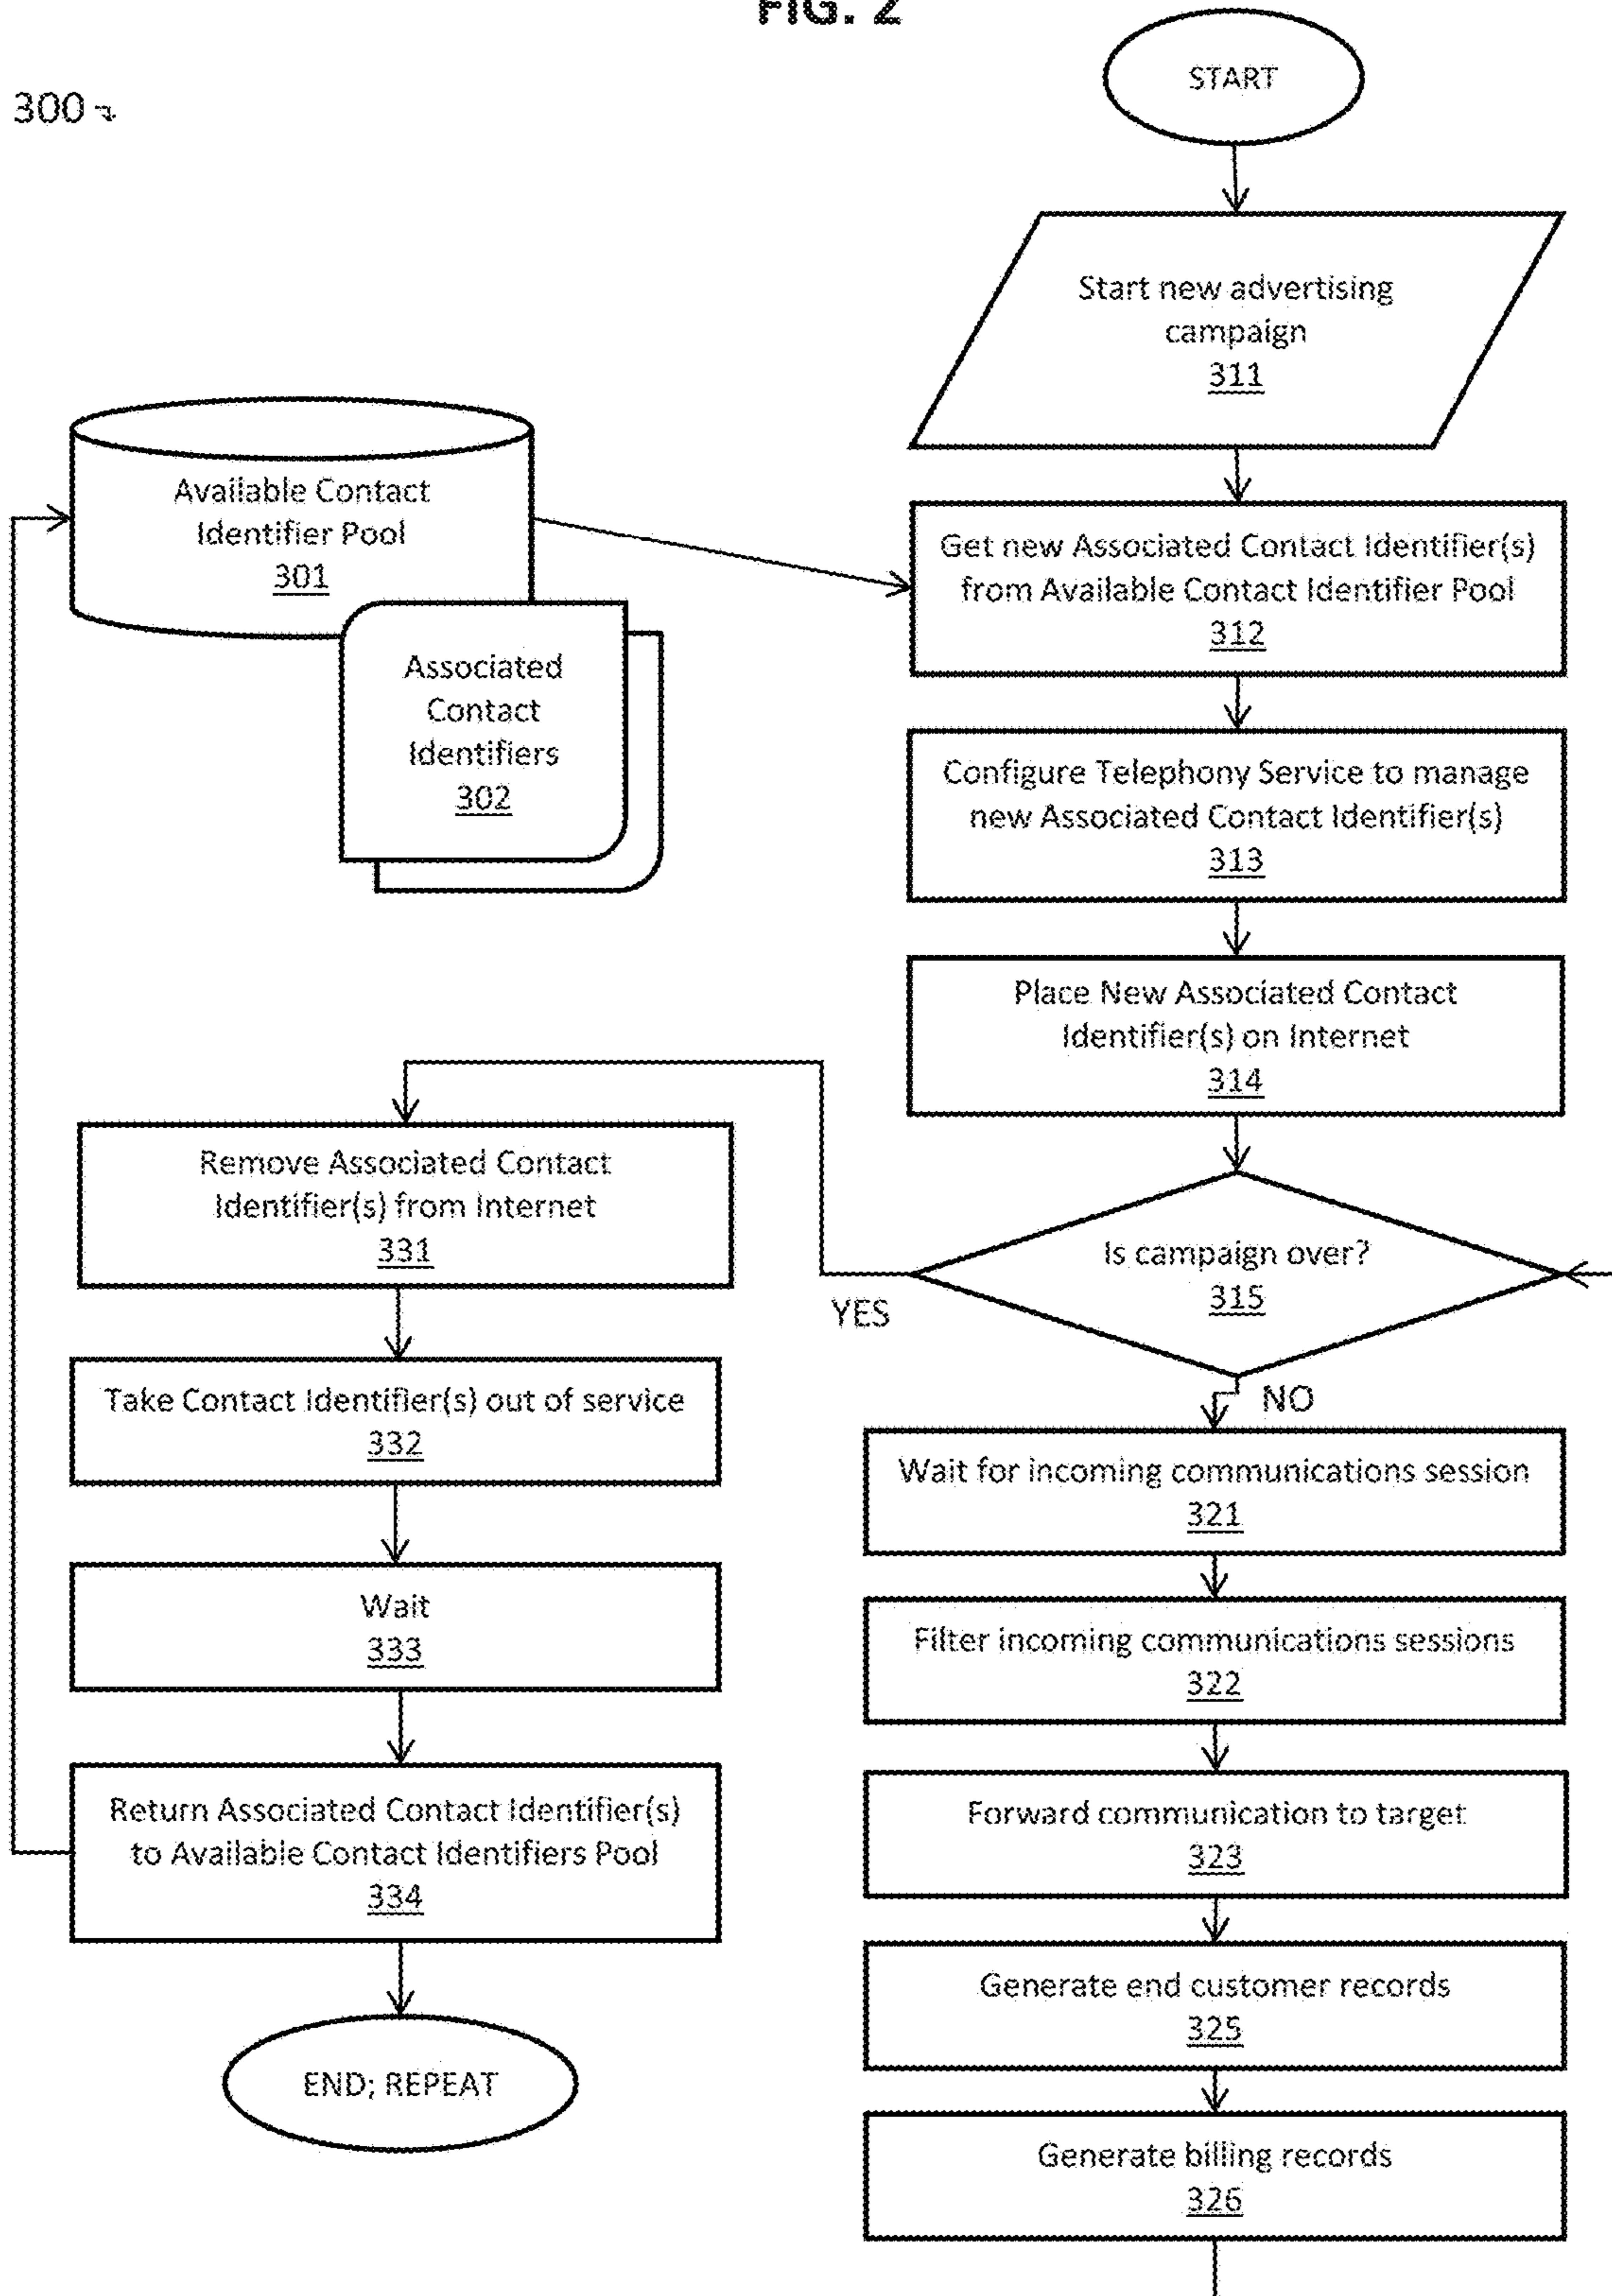 FIG. 2
300
START
Start new advertising
campaign
311
Available Contact
Identifier Pool
301
Associated
Contact
Identifiers
302
Get new Associated Contact Identifier(s)
from Available Contact Identifier Pool
312
Configure Telephony Service to manage
new Associated Contact Identifier(s)
313
Place New Associated Contact
Identifier(s) on Internet
314
Is campaign over?
315
YES
NO
Remove Associated Contact
Identifier(s) from Internet
331
Take Contact Identifier(s) out of service
332
Wait
333
Return Associated Contact Identifier(s)
to Available Contact Identifiers Pool
334
END; REPEAT
Wait for incoming communications session
321
Filter incoming communications sessions
322
Forward communication to target
323
Generate end customer records
325
Generate billing records
326